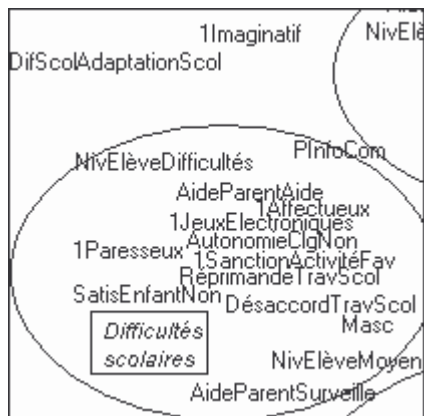 1Imaginatif
NivElè
DifScolAdaptationScol
PInfoCom
NivElèveDifficultés
AideParentAide
1Affectueux
1JeuxElectroniques
AutonomieClgNon
1Paresseux
1SanctionActivitéFav
RéprimandeTravScol
SatisEnfantNon
DésaccordTravScol
Masc
Difficultés
scolaires
NivElèveMoyen
AideParentSurveille